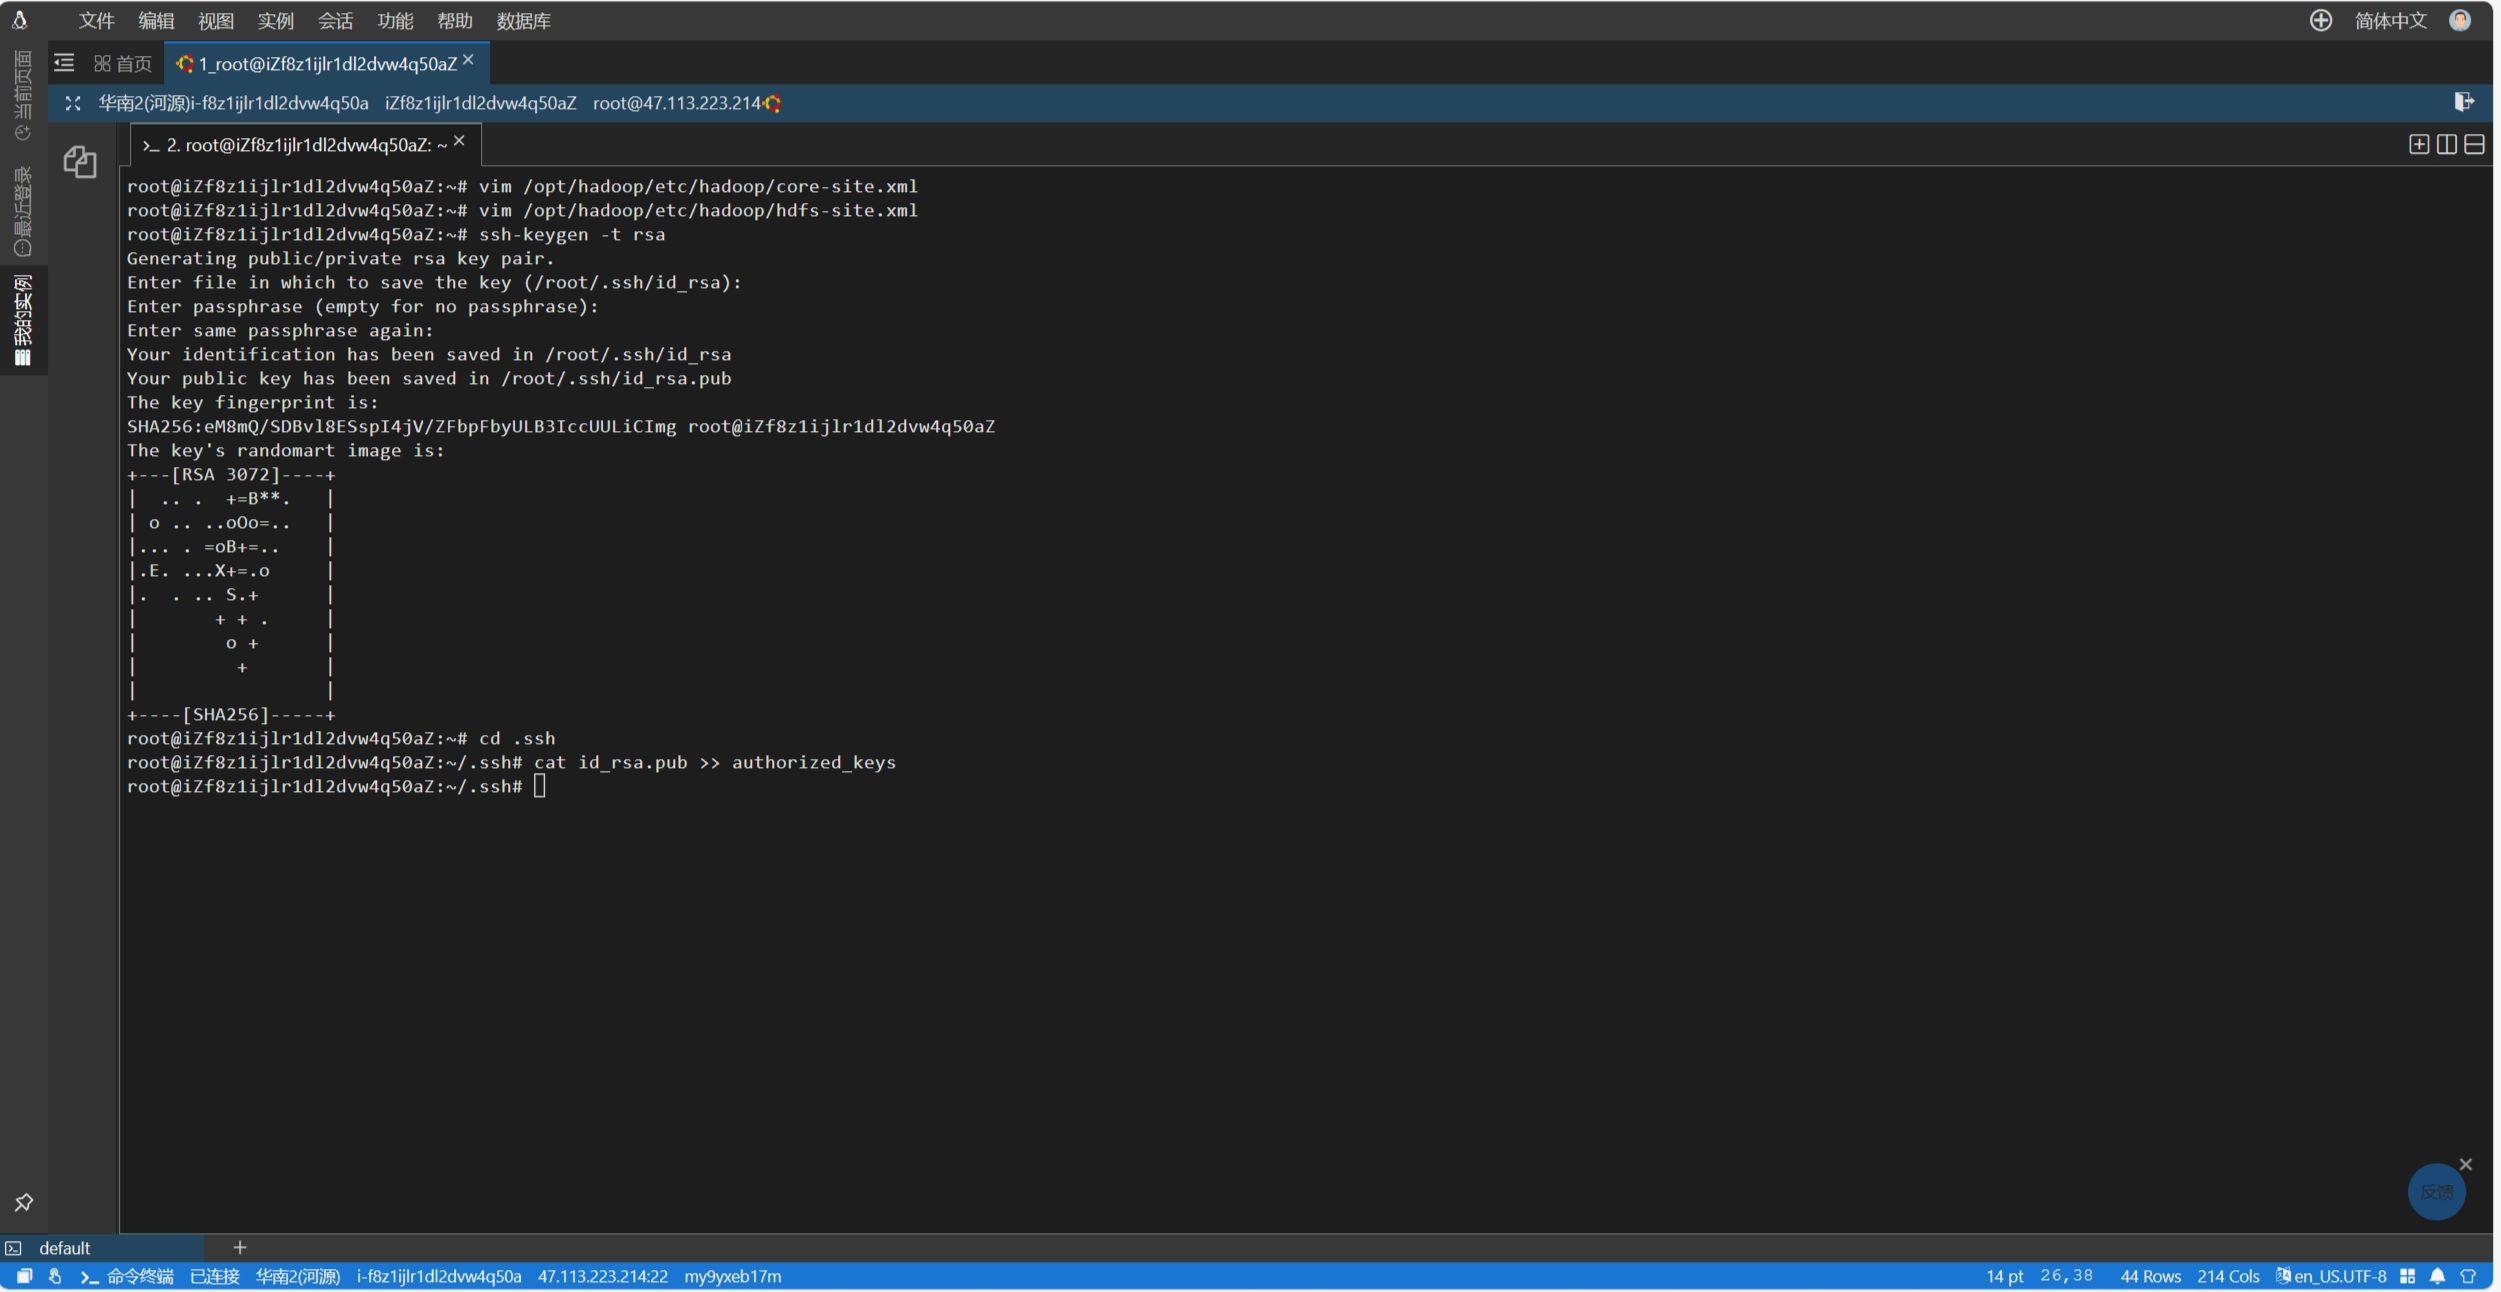 文件 编辑 视图 实例 会话 功能 帮助 数据库 简体中文
首页 1_root@iZf8z1ijlr1dl2dvw4q50aZ
华南2(河源)i-f8z1ijlr1dl2dvw4q50a iZf8z1ijlr1dl2dvw4q50aZ root@47.113.223.214
当前页面
最近登录
我的实例
>_ 2. root@iZf8z1ijlr1dl2dvw4q50aZ: ~
root@iZf8z1ijlr1dl2dvw4q50aZ:~# vim /opt/hadoop/etc/hadoop/core-site.xml
root@iZf8z1ijlr1dl2dvw4q50aZ:~# vim /opt/hadoop/etc/hadoop/hdfs-site.xml
root@iZf8z1ijlr1dl2dvw4q50aZ:~# ssh-keygen -t rsa
Generating public/private rsa key pair.
Enter file in which to save the key (/root/.ssh/id_rsa):
Enter passphrase (empty for no passphrase):
Enter same passphrase again:
Your identification has been saved in /root/.ssh/id_rsa
Your public key has been saved in /root/.ssh/id_rsa.pub
The key fingerprint is:
SHA256:eM8mQ/SDBvl8ESspI4jV/ZFbpFbyULB3IccUULiCImg root@iZf8z1ijlr1dl2dvw4q50aZ
The key's randomart image is:
+---[RSA 3072]----+
|  .. .  +=B**.   |
| o .. ..oOo=..   |
|... . =oB+=..    |
|.E. ...X+=.o     |
|.  . .. S.+      |
|       + + .     |
|        o +      |
|         +       |
|                 |
+----[SHA256]-----+
root@iZf8z1ijlr1dl2dvw4q50aZ:~# cd .ssh
root@iZf8z1ijlr1dl2dvw4q50aZ:~/.ssh# cat id_rsa.pub >> authorized_keys
root@iZf8z1ijlr1dl2dvw4q50aZ:~/.ssh#
反馈
default
命令终端 已连接 华南2(河源) i-f8z1ijlr1dl2dvw4q50a 47.113.223.214:22 my9yxeb17m 14 pt 26,38 44 Rows 214 Cols en_US.UTF-8